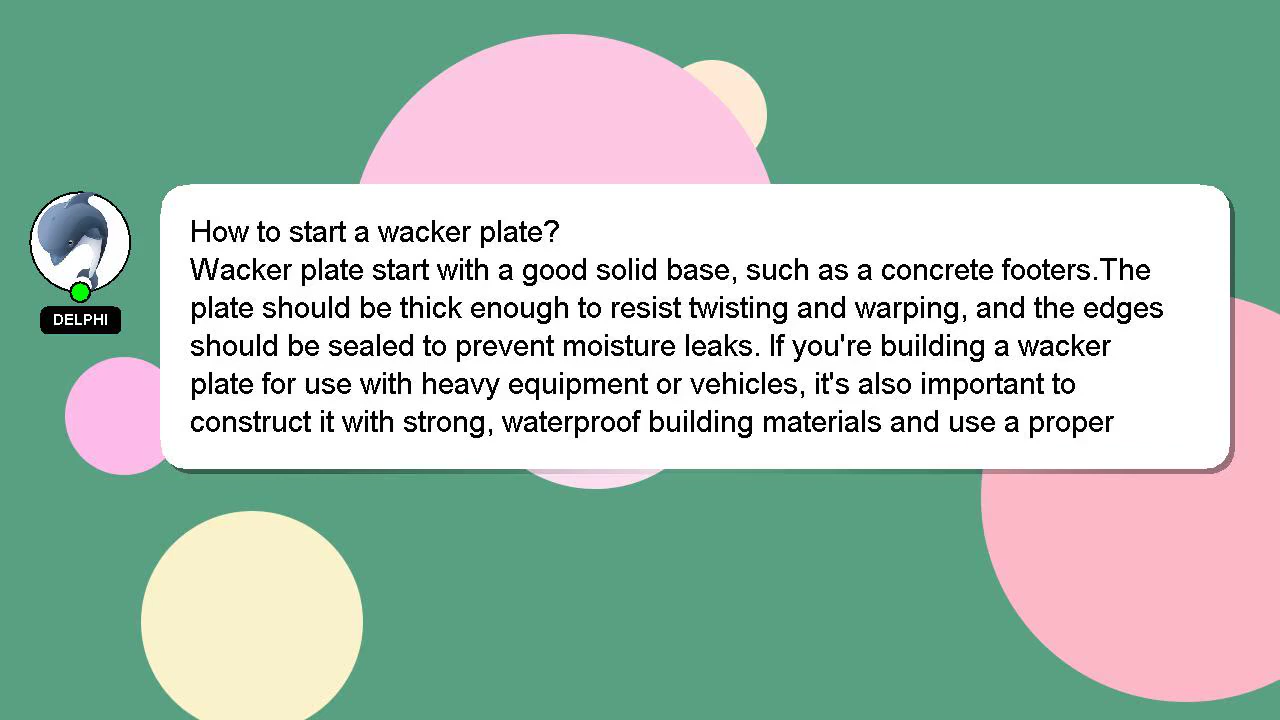 How to start a wacker plate?
Wacker plate start with a good solid base, such as a concrete footers.The
plate should be thick enough to resist twisting and warping, and the edges
should be sealed to prevent moisture leaks. If you're building a wacker
plate for use with heavy equipment or vehicles, it's also important to
construct it with strong, waterproof building materials and use a proper
DELPHI